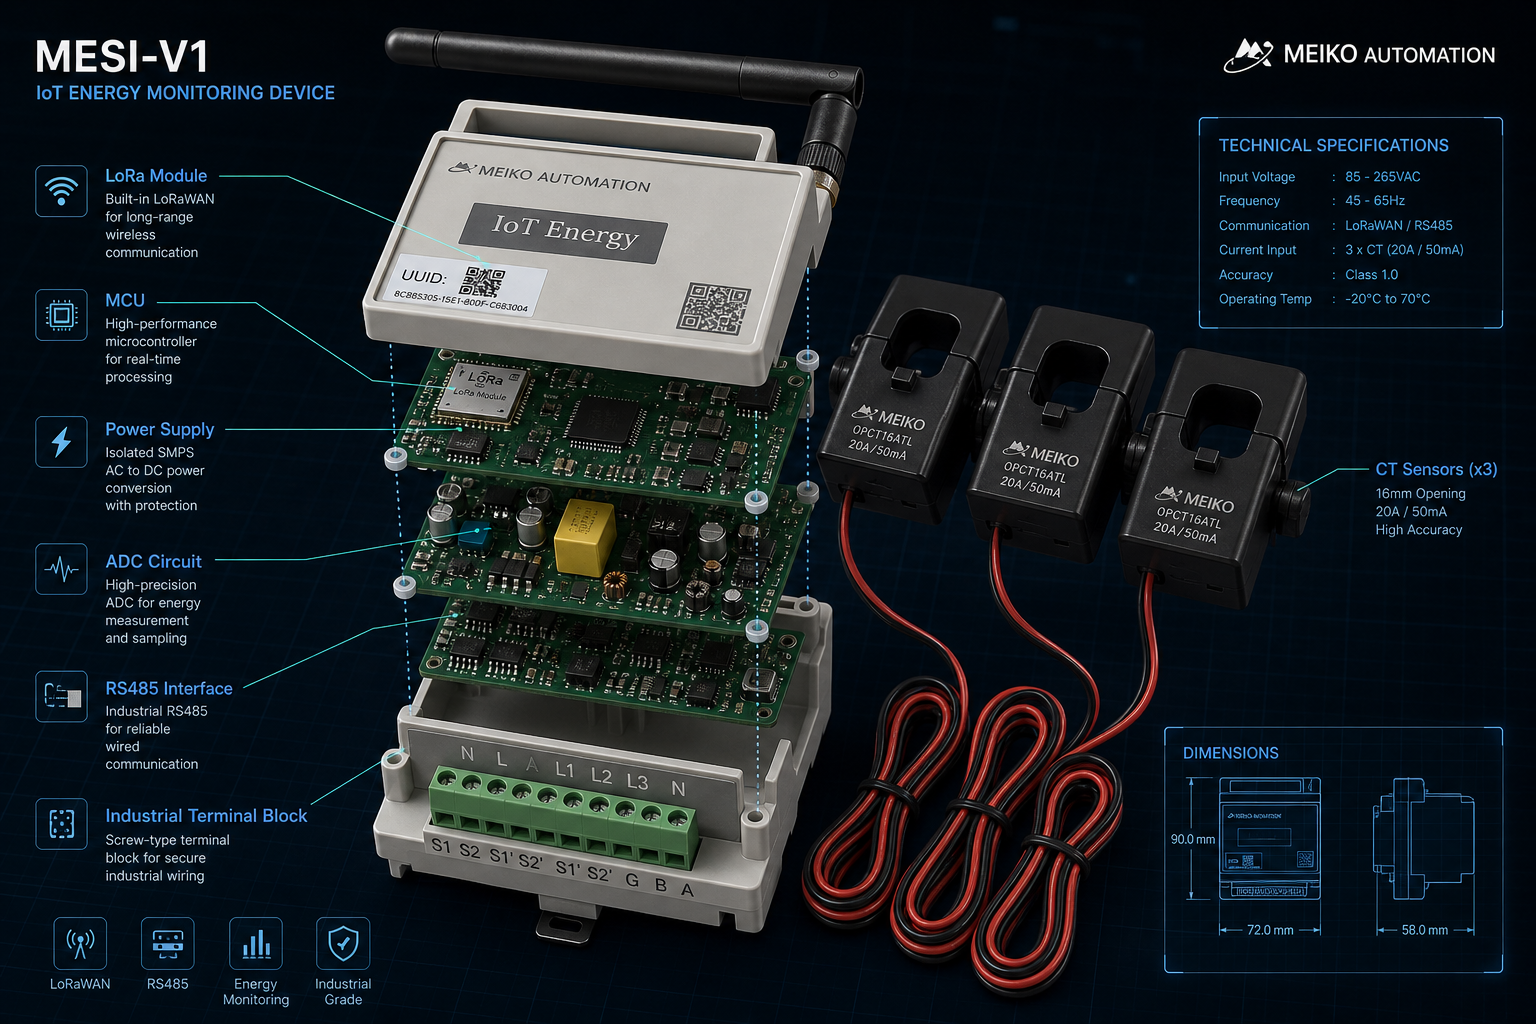 MESI-V1
IoT ENERGY MONITORING DEVICE
MEIKO AUTOMATION
LoRa Module
Built-in LoRaWAN
for long-range
wireless
communication
MCU
High-performance
microcontroller
for real-time
processing
Power Supply
Isolated SMPS
AC to DC power
conversion
with protection
ADC Circuit
High-precision
ADC for energy
measurement
and sampling
RS485 Interface
Industrial RS485
for reliable
wired
communication
Industrial Terminal Block
Screw-type terminal
block for secure
industrial wiring
LoRaWAN
RS485
Energy
Monitoring
Industrial
Grade
MEIKO AUTOMATION
IoT Energy
UUID:
LoRa
LoRa Module
N L A L1 L2 L3 N
S1 S2 S1' S2' S1' S2' G B A
MEIKO
OPCT16ATL
20A/50mA
MEIKO
OPCT16ATL
20A/50mA
MEIKO
OPCT16ATL
20A/50mA
TECHNICAL SPECIFICATIONS
Input Voltage : 85 - 265VAC
Frequency : 45 - 65Hz
Communication : LoRaWAN / RS485
Current Input : 3 x CT (20A / 50mA)
Accuracy : Class 1.0
Operating Temp : -20°C to 70°C
CT Sensors (x3)
16mm Opening
20A / 50mA
High Accuracy
DIMENSIONS
90.0 mm
72.0 mm
58.0 mm